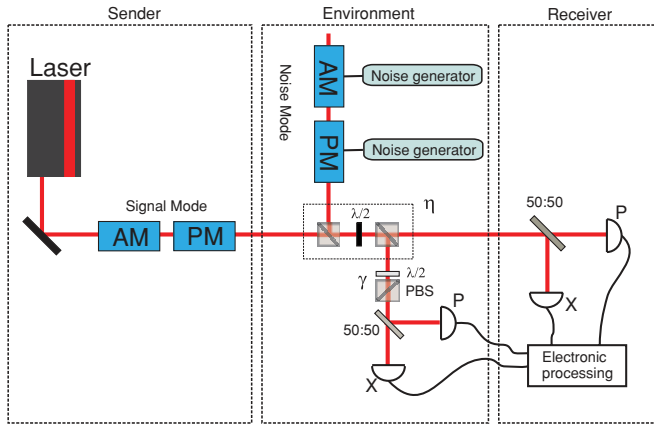 Sender
Environment
Receiver
Laser
Signal Mode
AM
PM
Noise Mode
AM
Noise generator
PM
Noise generator
λ/2
η
γ
λ/2
PBS
50:50
P
X
50:50
P
X
Electronic
processing